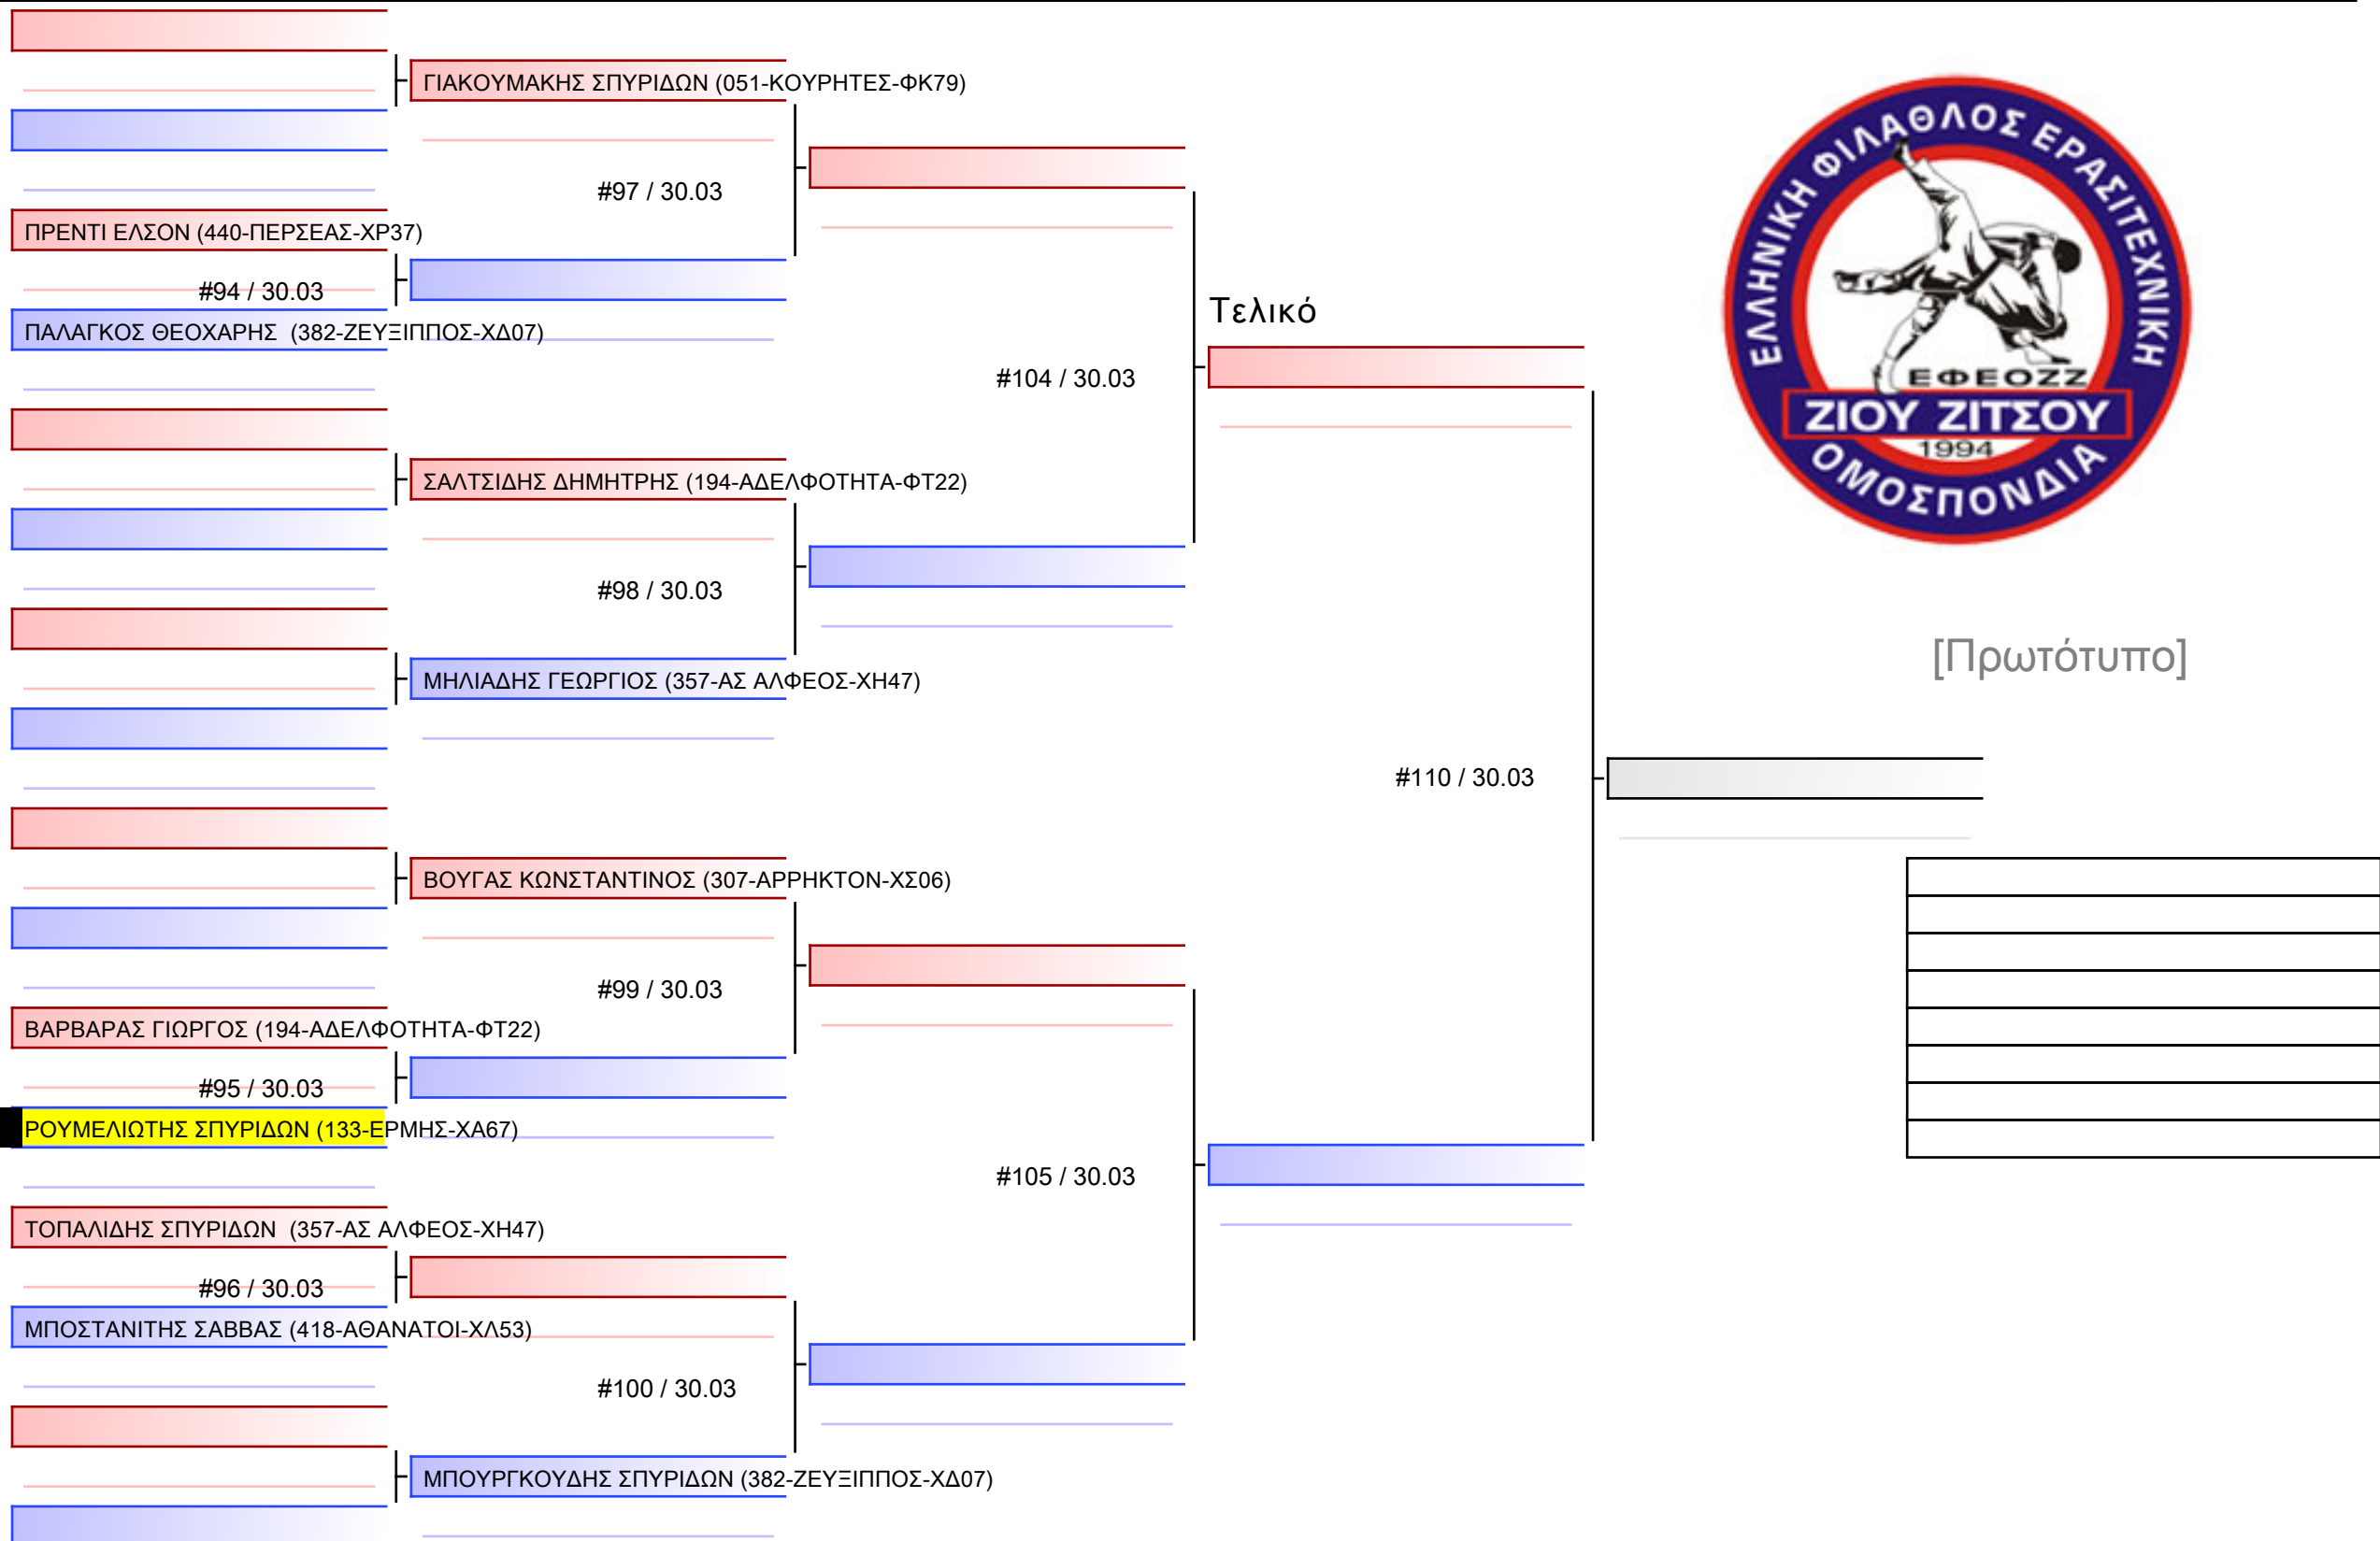 ΓΙΑΚΟΥΜΑΚΗΣ ΣΠΥΡΙΔΩΝ (051-ΚΟΥΡΗΤΕΣ-ΦΚ79)
#97 / 30.03
ΠΡΕΝΤΙ ΕΛΣΟΝ (440-ΠΕΡΣΕΑΣ-ΧΡ37)
#94 / 30.03
ΠΑΛΑΓΚΟΣ ΘΕΟΧΑΡΗΣ (382-ΖΕΥΞΙΠΠΟΣ-ΧΔ07)
Τελικό
#104 / 30.03
ΣΑΛΤΣΙΔΗΣ ΔΗΜΗΤΡΗΣ (194-ΑΔΕΛΦΟΤΗΤΑ-ΦΤ22)
#98 / 30.03
ΜΗΛΙΑΔΗΣ ΓΕΩΡΓΙΟΣ (357-ΑΣ ΑΛΦΕΟΣ-ΧΗ47)
#110 / 30.03
ΒΟΥΓΑΣ ΚΩΝΣΤΑΝΤΙΝΟΣ (307-ΑΡΡΗΚΤΟΝ-ΧΣ06)
#99 / 30.03
ΒΑΡΒΑΡΑΣ ΓΙΩΡΓΟΣ (194-ΑΔΕΛΦΟΤΗΤΑ-ΦΤ22)
#95 / 30.03
ΡΟΥΜΕΛΙΩΤΗΣ ΣΠΥΡΙΔΩΝ (133-ΕΡΜΗΣ-ΧΑ67)
#105 / 30.03
ΤΟΠΑΛΙΔΗΣ ΣΠΥΡΙΔΩΝ (357-ΑΣ ΑΛΦΕΟΣ-ΧΗ47)
#96 / 30.03
ΜΠΟΣΤΑΝΙΤΗΣ ΣΑΒΒΑΣ (418-ΑΘΑΝΑΤΟΙ-ΧΛ53)
#100 / 30.03
ΜΠΟΥΡΓΚΟΥΔΗΣ ΣΠΥΡΙΔΩΝ (382-ΖΕΥΞΙΠΠΟΣ-ΧΔ07)
ΕΛΛΗΝΙΚΗ ΦΙΛΑΘΛΟΣ ΕΡΑΣΙΤΕΧΝΙΚΗ
ΕΦΕΟΖΖ
ΖΙΟΥ ΖΙΤΣΟΥ
1994
ΟΜΟΣΠΟΝΔΙΑ
[Πρωτότυπο]